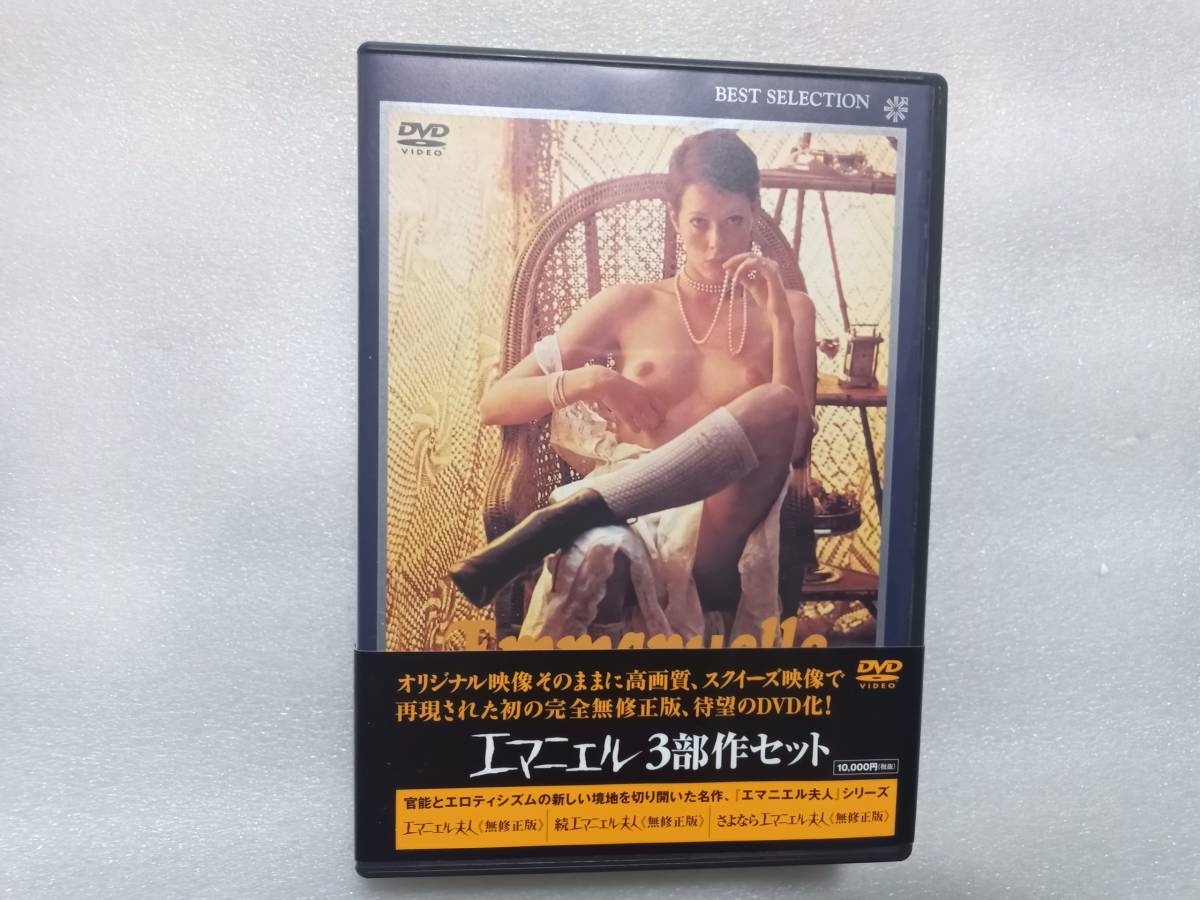 BEST SELECTION
DVD
VIDEO
Emmanuelle
オリジナル映像そのままに高画質、スクイーズ映像で
再現された初の完全無修正版、待望のDVD化!
DVD
VIDEO
エマニエル 3部作セット
10,000円(税抜)
官能とエロティシズムの新しい境地を切り開いた名作、『エマニエル夫人』シリーズ
エマニエル夫人《無修正版》 続エマニエル夫人《無修正版》 さよならエマニエル夫人《無修正版》